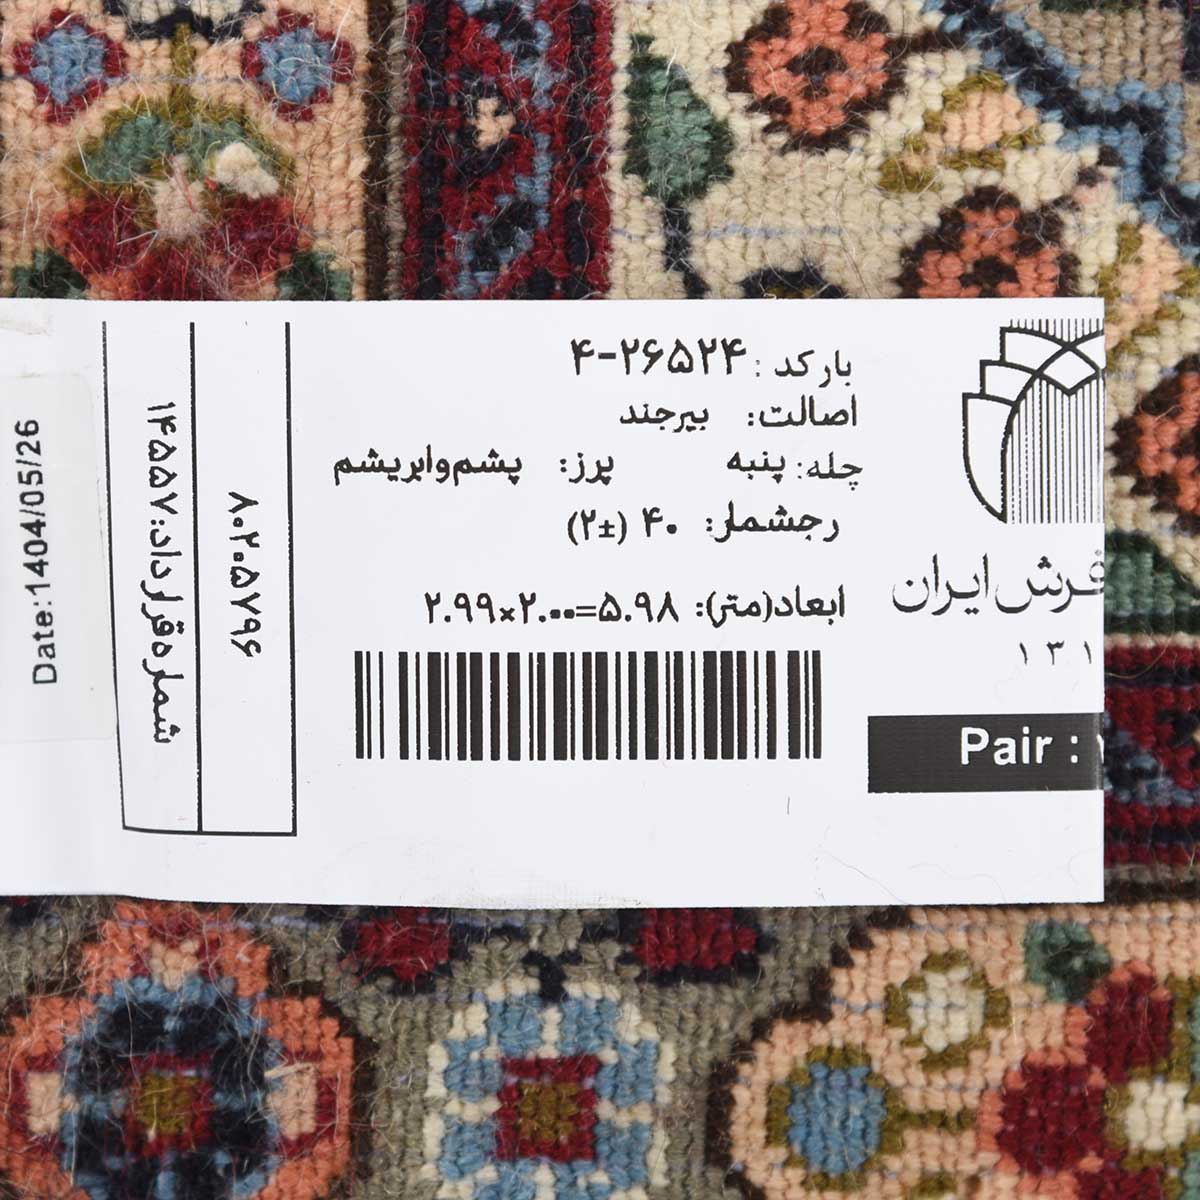 بارکد: ۴-۲۶۵۲۴
اصالت: بیرجند
چله: پنبه پرز: پشم‌وابریشم
رجشمار: ۴۰ (±۲)
ابعاد(متر): ۲.۹۹×۲.۰۰=۵.۹۸
فرش ایران
۱۳۱
Pair :
۸۰۲۰۵۷۹۶
شماره قرارداد: ۱۴۵۵۷
Date:1404/05/26